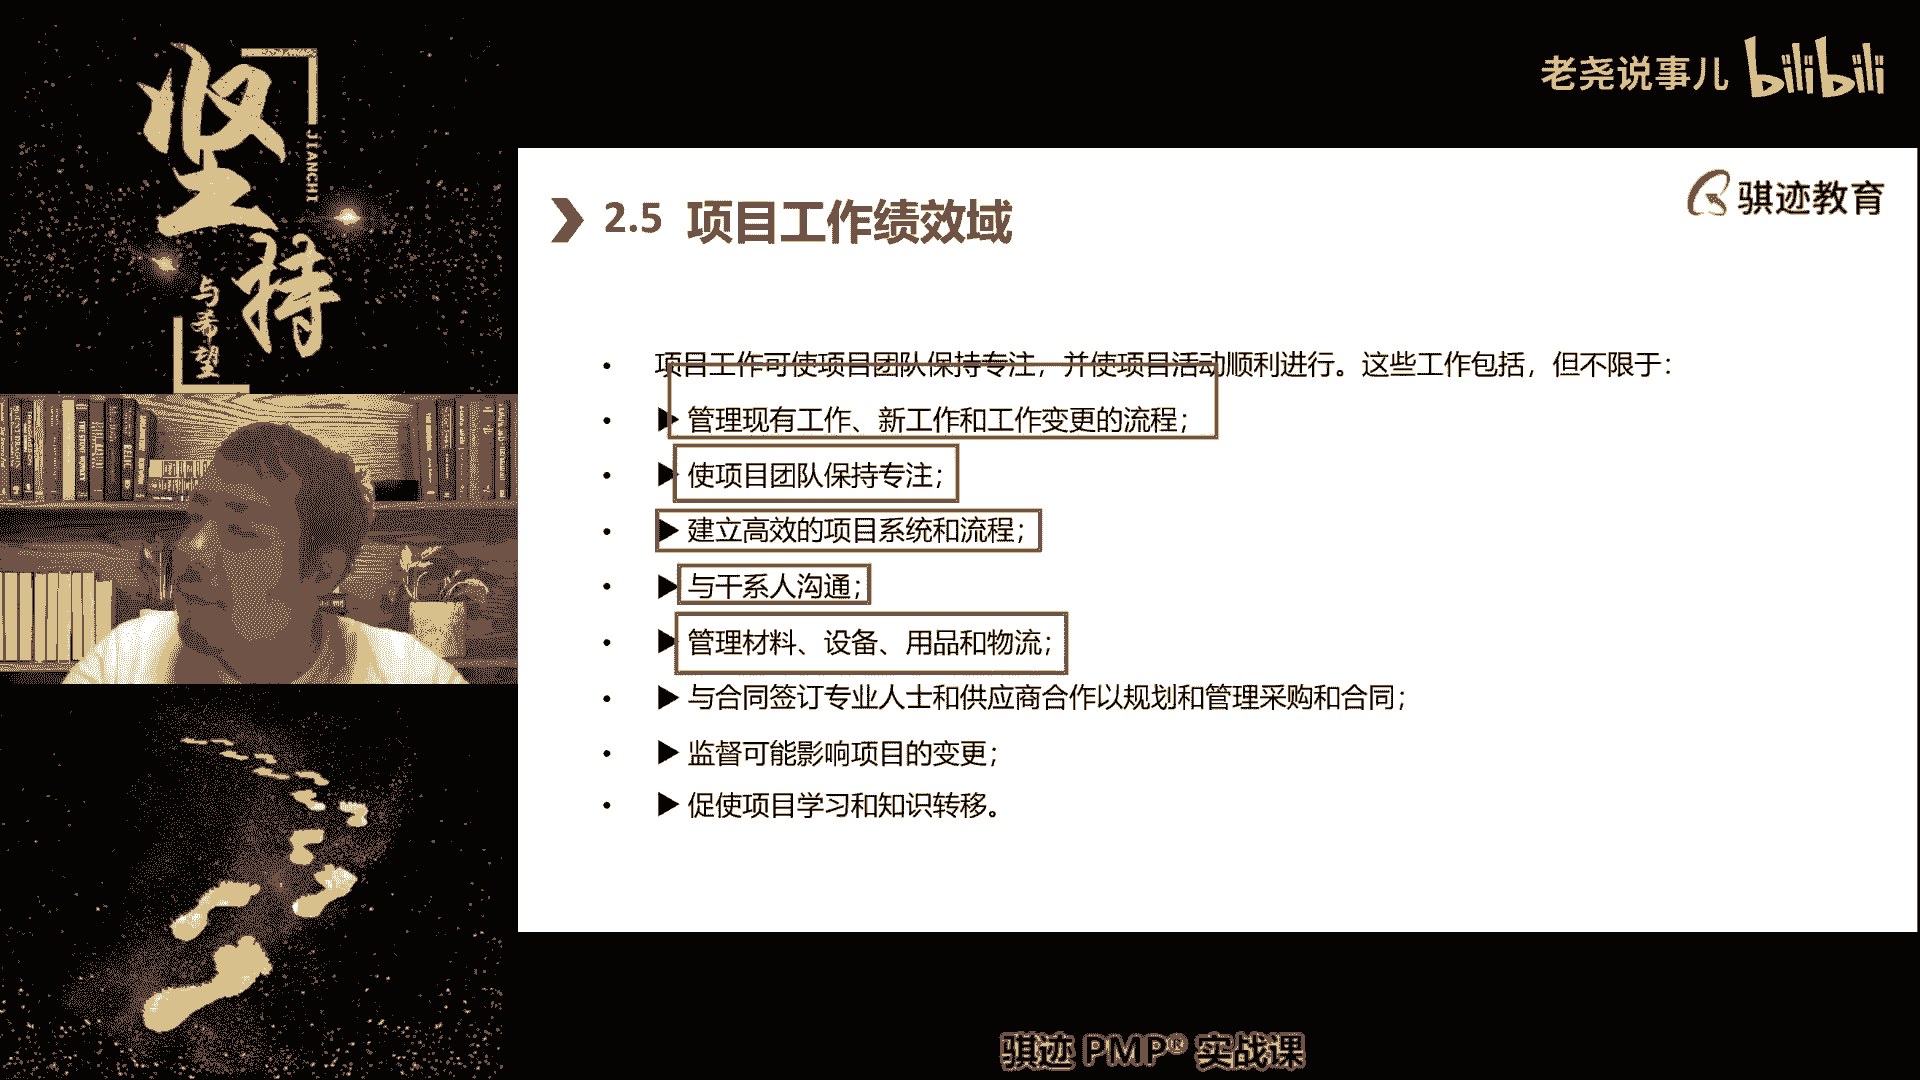 坚持
JIANCHI
与希望
老尧说事儿 bilibili
骐迹教育
2.5 项目工作绩效域
• 项目工作可使项目团队保持专注，并使项目活动顺利进行。这些工作包括，但不限于：
• ▶ 管理现有工作、新工作和工作变更的流程；
• ▶ 使项目团队保持专注；
• ▶ 建立高效的项目系统和流程；
• ▶ 与干系人沟通；
• ▶ 管理材料、设备、用品和物流；
• ▶ 与合同签订专业人士和供应商合作以规划和管理采购和合同；
• ▶ 监督可能影响项目的变更；
• ▶ 促使项目学习和知识转移。
骐迹 PMP® 实战课